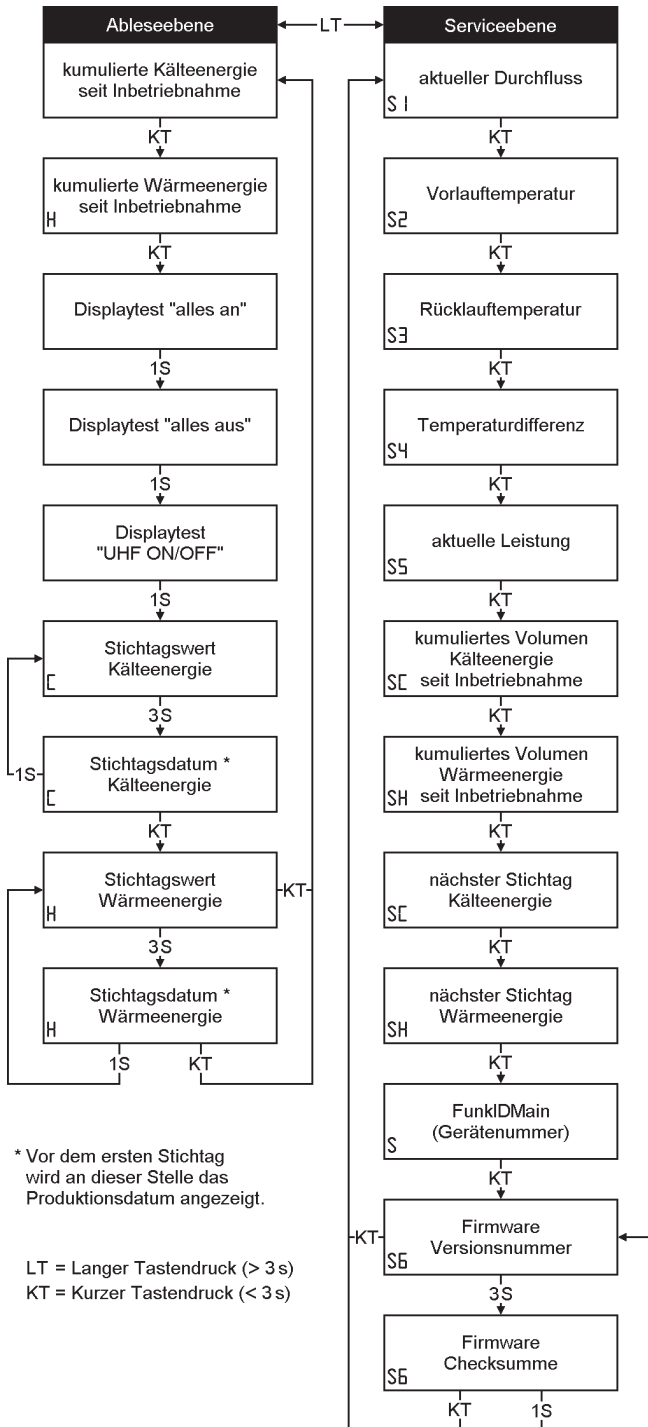 Ableseebene
kumulierte Kälteenergie
seit Inbetriebnahme
KT
kumulierte Wärmeenergie
seit Inbetriebnahme
H
KT
Displaytest "alles an"
1S
Displaytest "alles aus"
1S
Displaytest
"UHF ON/OFF"
1S
Stichtagswert
Kälteenergie
C
3S
1S
Stichtagsdatum *
Kälteenergie
C
KT
Stichtagswert
Wärmeenergie
H
KT
3S
Stichtagsdatum *
Wärmeenergie
H
1S
KT
* Vor dem ersten Stichtag
wird an dieser Stelle das
Produktionsdatum angezeigt.
LT = Langer Tastendruck (> 3 s)
KT = Kurzer Tastendruck (< 3 s)
LT
Serviceebene
aktueller Durchfluss
S1
KT
Vorlauftemperatur
S2
KT
Rücklauftemperatur
S3
KT
Temperaturdifferenz
S4
KT
aktuelle Leistung
S5
KT
kumuliertes Volumen
Kälteenergie
seit Inbetriebnahme
SC
KT
kumuliertes Volumen
Wärmeenergie
seit Inbetriebnahme
SH
KT
nächster Stichtag
Kälteenergie
SC
KT
nächster Stichtag
Wärmeenergie
SH
KT
FunkIDMain
(Gerätenummer)
S
KT
KT
Firmware
Versionsnummer
S6
3S
Firmware
Checksumme
S6
KT
1S